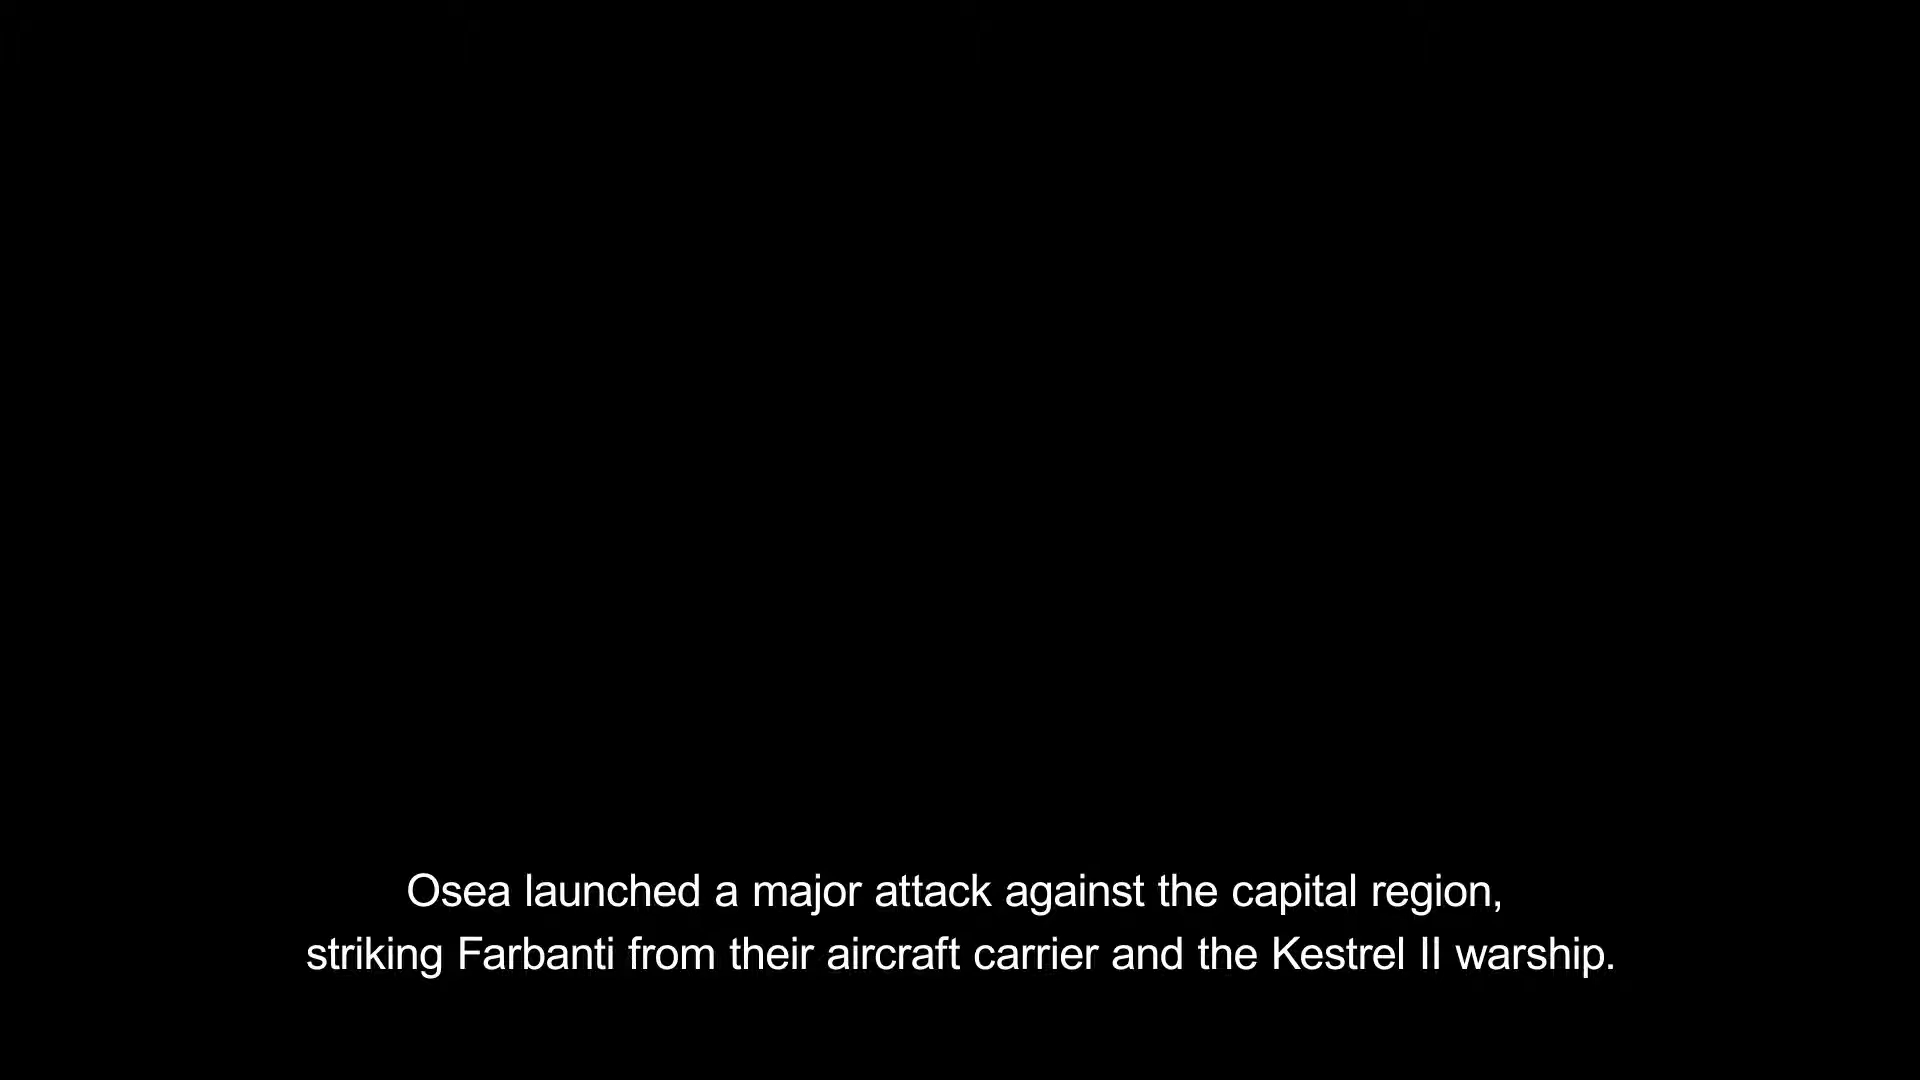 Osea launched a major attack against the capital region,
striking Farbanti from their aircraft carrier and the Kestrel II warship.